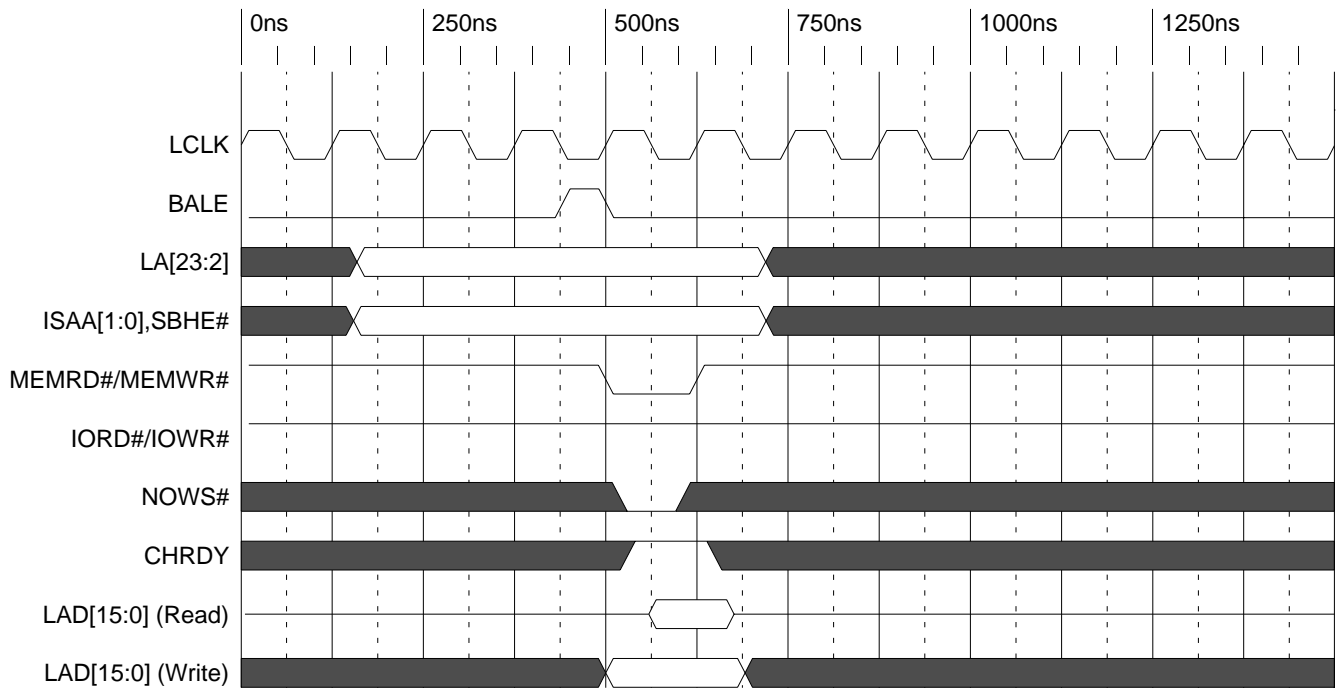 0ns 250ns 500ns 750ns 1000ns 1250ns
LCLK
BALE
LA[23:2]
ISAA[1:0],SBHE#
MEMRD#/MEMWR#
IORD#/IOWR#
NOWS#
CHRDY
LAD[15:0] (Read)
LAD[15:0] (Write)